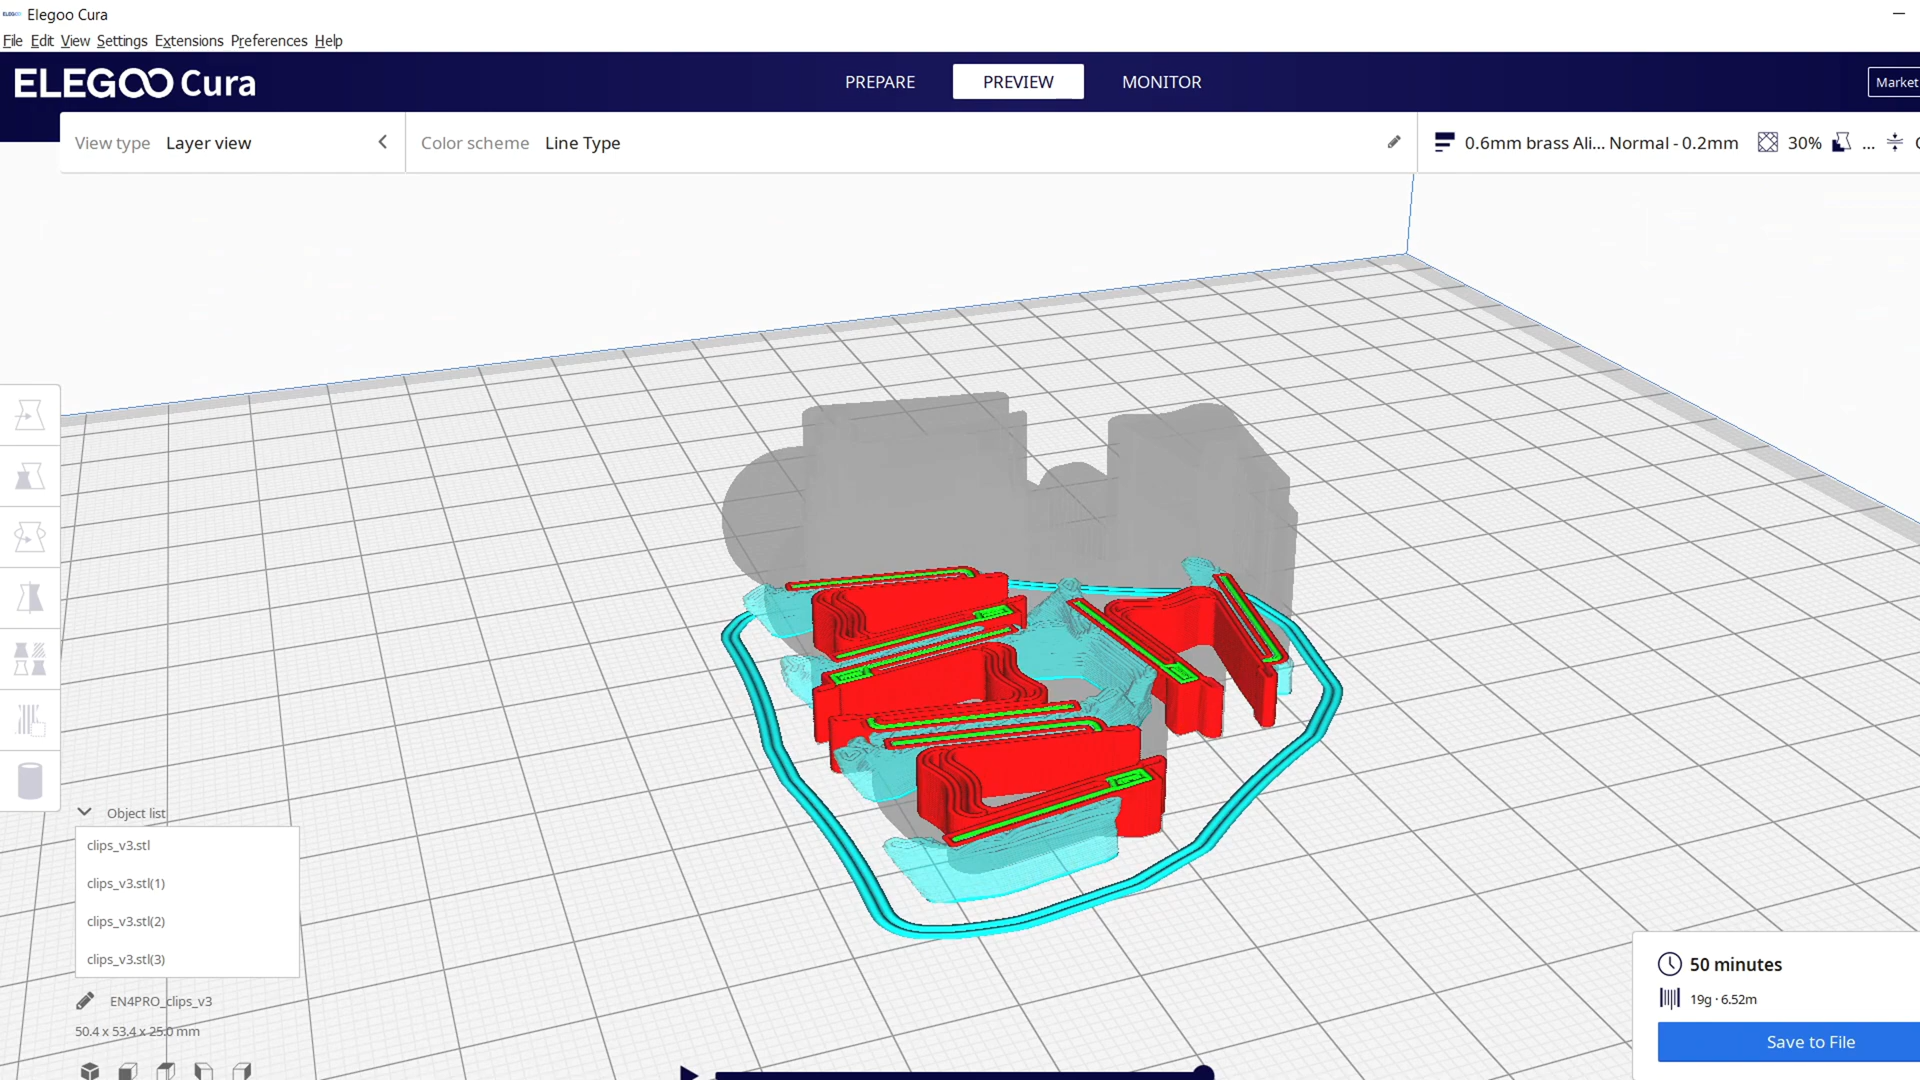 Elegoo Cura
File Edit View Settings Extensions Preferences Help
ELEGOO Cura
PREPARE
PREVIEW
MONITOR
Market
View type Layer view
Color scheme Line Type
0.6mm brass Ali... Normal - 0.2mm
30%
...
Object list
clips_v3.stl
clips_v3.stl(1)
clips_v3.stl(2)
clips_v3.stl(3)
EN4PRO_clips_v3
50.4 x 53.4 x 25.0 mm
50 minutes
19g · 6.52m
Save to File